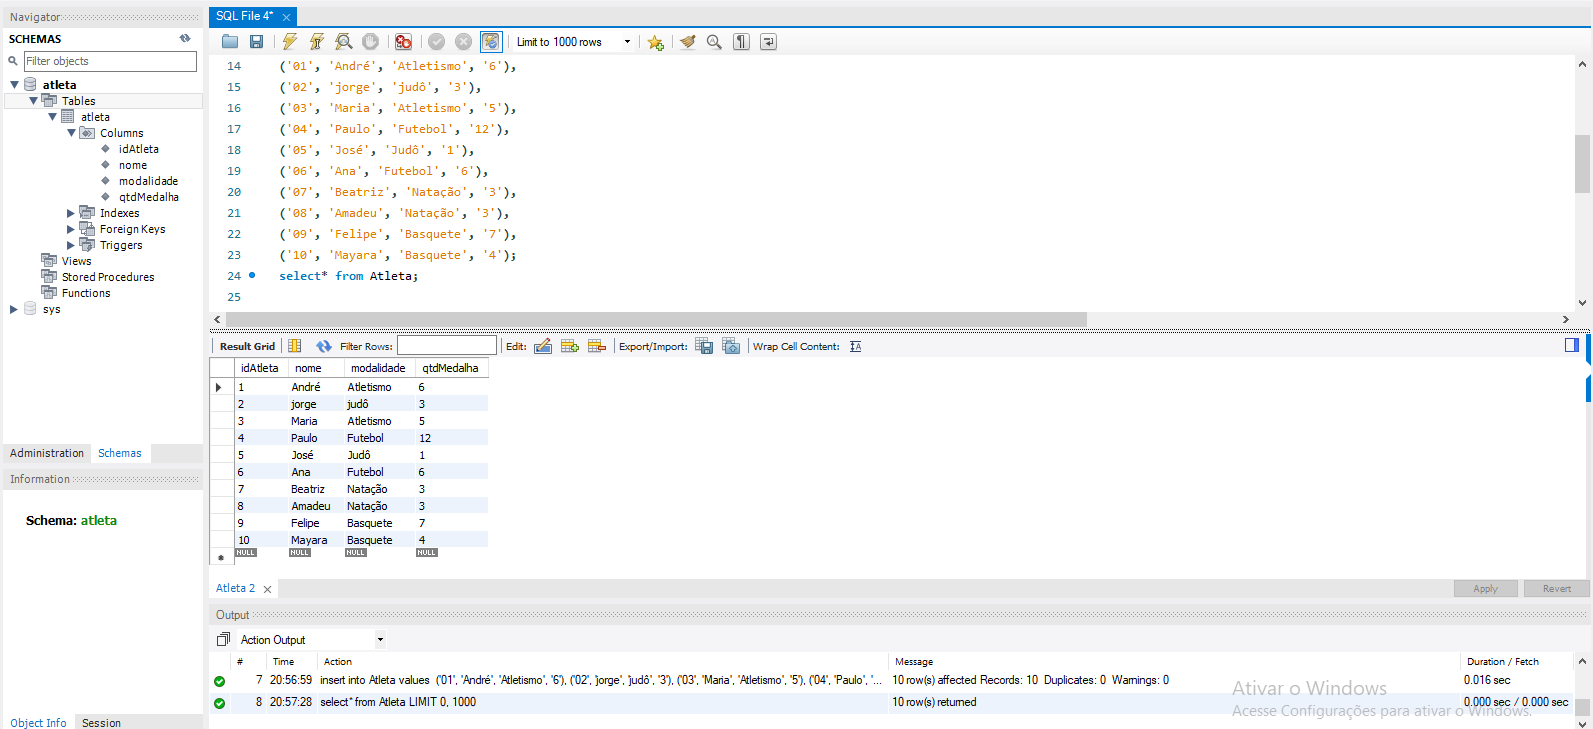 Navigator
SCHEMAS
Filter objects
atleta
Tables
atleta
Columns
idAtleta
nome
modalidade
qtdMedalha
Indexes
Foreign Keys
Triggers
Views
Stored Procedures
Functions
sys
Administration Schemas
Information
Schema: atleta
Object Info Session
SQL File 4*
Limit to 1000 rows
14 ('01', 'André', 'Atletismo', '6'),
15 ('02', 'jorge', 'judô', '3'),
16 ('03', 'Maria', 'Atletismo', '5'),
17 ('04', 'Paulo', 'Futebol', '12'),
18 ('05', 'José', 'Judô', '1'),
19 ('06', 'Ana', 'Futebol', '6'),
20 ('07', 'Beatriz', 'Natação', '3'),
21 ('08', 'Amadeu', 'Natação', '3'),
22 ('09', 'Felipe', 'Basquete', '7'),
23 ('10', 'Mayara', 'Basquete', '4');
24 select* from Atleta;
25
Result Grid Filter Rows: Edit: Export/Import: Wrap Cell Content:
idAtleta nome modalidade qtdMedalha
1 André Atletismo 6
2 jorge judô 3
3 Maria Atletismo 5
4 Paulo Futebol 12
5 José Judô 1
6 Ana Futebol 6
7 Beatriz Natação 3
8 Amadeu Natação 3
9 Felipe Basquete 7
10 Mayara Basquete 4
NULL NULL NULL NULL
Atleta 2 Apply Revert
Output
Action Output
# Time Action Message Duration / Fetch
7 20:56:59 insert into Atleta values ('01', 'André', 'Atletismo', '6'), ('02', 'jorge', 'judô', '3'), ('03', 'Maria', 'Atletismo', '5'), ('04', 'Paulo', '... 10 row(s) affected Records: 10 Duplicates: 0 Warnings: 0 0.016 sec
8 20:57:28 select* from Atleta LIMIT 0, 1000 10 row(s) returned 0.000 sec / 0.000 sec
Ativar o Windows
Acesse Configurações para ativar o Windows.